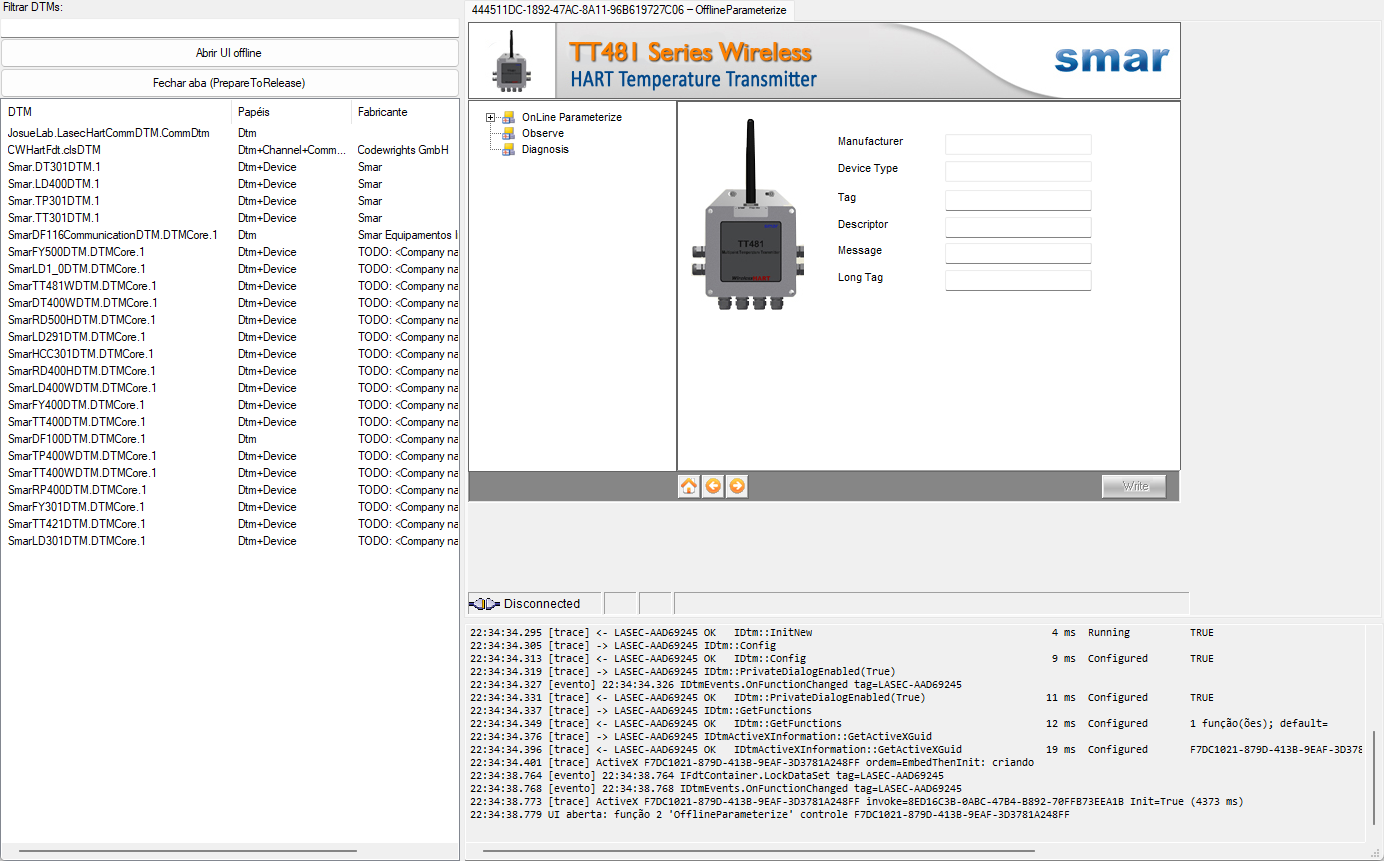 Filtrar DTMs:
Abrir UI offline
Fechar aba (PrepareToRelease)
DTM Papéis Fabricante
JosueLab.LasecHartCommDTM.CommDtm Dtm
CWHartFdt.clsDTM Dtm+Channel+Comm... Codewrights GmbH
Smar.DT301DTM.1 Dtm+Device Smar
Smar.LD400DTM.1 Dtm+Device Smar
Smar.TP301DTM.1 Dtm+Device Smar
Smar.TT301DTM.1 Dtm+Device Smar
SmarDF116CommunicationDTM.DTMCore.1 Dtm Smar Equipamentos I
SmarFY500DTM.DTMCore.1 Dtm+Device TODO: <Company na
SmarLD1_0DTM.DTMCore.1 Dtm+Device TODO: <Company na
SmarTT481WDTM.DTMCore.1 Dtm+Device TODO: <Company na
SmarDT400WDTM.DTMCore.1 Dtm+Device TODO: <Company na
SmarRD500HDTM.DTMCore.1 Dtm+Device TODO: <Company na
SmarLD291DTM.DTMCore.1 Dtm+Device TODO: <Company na
SmarHCC301DTM.DTMCore.1 Dtm+Device TODO: <Company na
SmarRD400HDTM.DTMCore.1 Dtm+Device TODO: <Company na
SmarLD400WDTM.DTMCore.1 Dtm+Device TODO: <Company na
SmarFY400DTM.DTMCore.1 Dtm+Device TODO: <Company na
SmarTT400DTM.DTMCore.1 Dtm+Device TODO: <Company na
SmarDF100DTM.DTMCore.1 Dtm TODO: <Company na
SmarTP400WDTM.DTMCore.1 Dtm+Device TODO: <Company na
SmarTT400WDTM.DTMCore.1 Dtm+Device TODO: <Company na
SmarRP400DTM.DTMCore.1 Dtm+Device TODO: <Company na
SmarFY301DTM.DTMCore.1 Dtm+Device TODO: <Company na
SmarTT421DTM.DTMCore.1 Dtm+Device TODO: <Company na
SmarLD301DTM.DTMCore.1 Dtm+Device TODO: <Company na
444511DC-1892-47AC-8A11-96B619727C06 – OfflineParameterize
TT481 Series Wireless
HART Temperature Transmitter
smar
OnLine Parameterize
Observe
Diagnosis
TT481
WirelessHART
Manufacturer
Device Type
Tag
Descriptor
Message
Long Tag
Write
Disconnected
22:34:34.295 [trace] <- LASEC-AAD69245 OK IDtm::InitNew 4 ms Running TRUE
22:34:34.305 [trace] -> LASEC-AAD69245 IDtm::Config
22:34:34.313 [trace] <- LASEC-AAD69245 OK IDtm::Config 9 ms Configured TRUE
22:34:34.319 [trace] -> LASEC-AAD69245 IDtm::PrivateDialogEnabled(True)
22:34:34.327 [evento] 22:34:34.326 IDtmEvents.OnFunctionChanged tag=LASEC-AAD69245
22:34:34.331 [trace] <- LASEC-AAD69245 OK IDtm::PrivateDialogEnabled(True) 11 ms Configured TRUE
22:34:34.337 [trace] -> LASEC-AAD69245 IDtm::GetFunctions
22:34:34.349 [trace] <- LASEC-AAD69245 OK IDtm::GetFunctions 12 ms Configured 1 função(ões); default=
22:34:34.376 [trace] -> LASEC-AAD69245 IDtmActiveXInformation::GetActiveXGuid
22:34:34.396 [trace] <- LASEC-AAD69245 OK IDtmActiveXInformation::GetActiveXGuid 19 ms Configured F7DC1021-879D-413B-9EAF-3D378
22:34:34.401 [trace] ActiveX F7DC1021-879D-413B-9EAF-3D3781A248FF ordem=EmbedThenInit: criando
22:34:38.764 [evento] 22:34:38.764 IFdtContainer.LockDataSet tag=LASEC-AAD69245
22:34:38.768 [evento] 22:34:38.768 IDtmEvents.OnFunctionChanged tag=LASEC-AAD69245
22:34:38.773 [trace] ActiveX F7DC1021-879D-413B-9EAF-3D3781A248FF invoke=8ED16C3B-0ABC-47B4-B892-70FFB73EEA1B Init=True (4373 ms)
22:34:38.779 UI aberta: função 2 'OfflineParameterize' controle F7DC1021-879D-413B-9EAF-3D3781A248FF